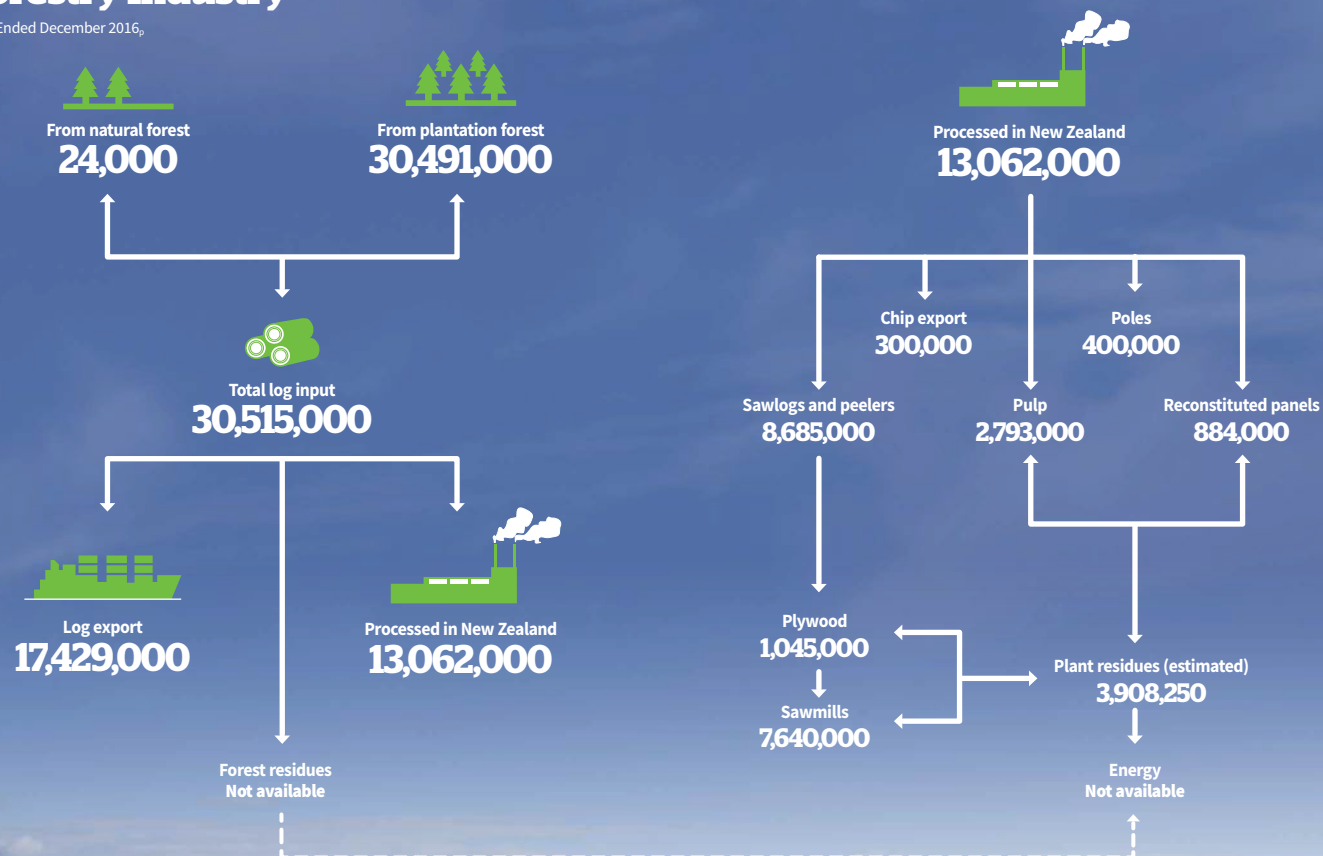 Industry
Ended December 2016p
From natural forest
24,000
From plantation forest
30,491,000
Total log input
30,515,000
Log export
17,429,000
Processed in New Zealand
13,062,000
Forest residues
Not available
Processed in New Zealand
13,062,000
Chip export
300,000
Poles
400,000
Sawlogs and peelers
8,685,000
Pulp
2,793,000
Reconstituted panels
884,000
Plywood
1,045,000
Sawmills
7,640,000
Plant residues (estimated)
3,908,250
Energy
Not available